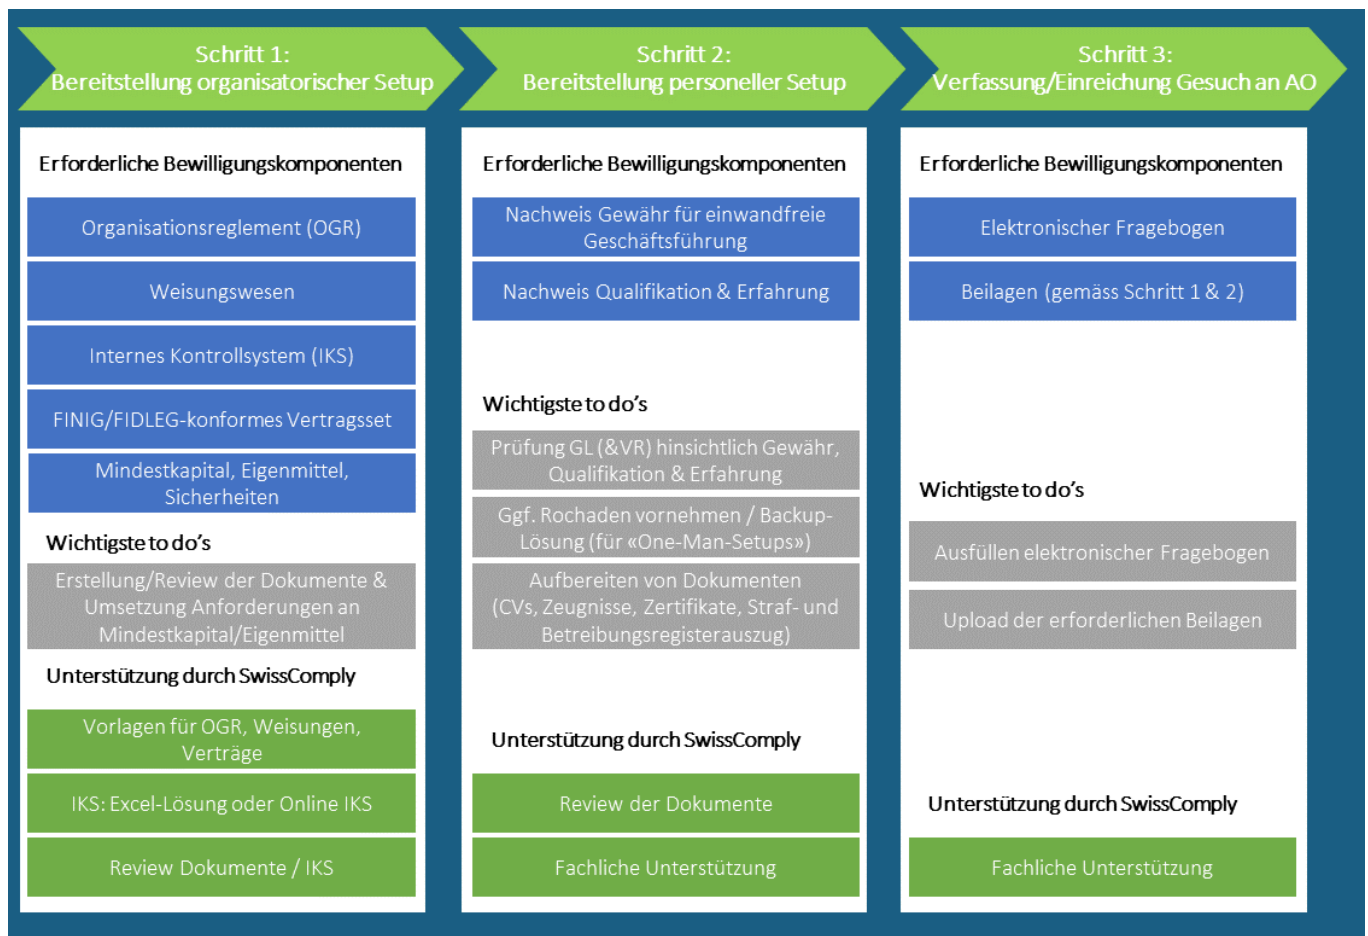 Schritt 1:
Bereitstellung organisatorischer Setup
Erforderliche Bewilligungskomponenten
Organisationsreglement (OGR)
Weisungswesen
Internes Kontrollsystem (IKS)
FINIG/FIDLEG-konformes Vertragsset
Mindestkapital, Eigenmittel,
Sicherheiten
Wichtigste to do's
Erstellung/Review der Dokumente &
Umsetzung Anforderungen an
Mindestkapital/Eigenmittel
Unterstützung durch SwissComply
Vorlagen für OGR, Weisungen,
Verträge
IKS: Excel-Lösung oder Online IKS
Review Dokumente / IKS
Schritt 2:
Bereitstellung personeller Setup
Erforderliche Bewilligungskomponenten
Nachweis Gewähr für einwandfreie
Geschäftsführung
Nachweis Qualifikation & Erfahrung
Wichtigste to do's
Prüfung GL (&VR) hinsichtlich Gewähr,
Qualifikation & Erfahrung
Ggf. Rochaden vornehmen / Backup-
Lösung (für «One-Man-Setups»)
Aufbereiten von Dokumenten
(CVs, Zeugnisse, Zertifikate, Straf- und
Betreibungsregisterauszug)
Unterstützung durch SwissComply
Review der Dokumente
Fachliche Unterstützung
Schritt 3:
Verfassung/Einreichung Gesuch an AO
Erforderliche Bewilligungskomponenten
Elektronischer Fragebogen
Beilagen (gemäss Schritt 1 & 2)
Wichtigste to do's
Ausfüllen elektronischer Fragebogen
Upload der erforderlichen Beilagen
Unterstützung durch SwissComply
Fachliche Unterstützung